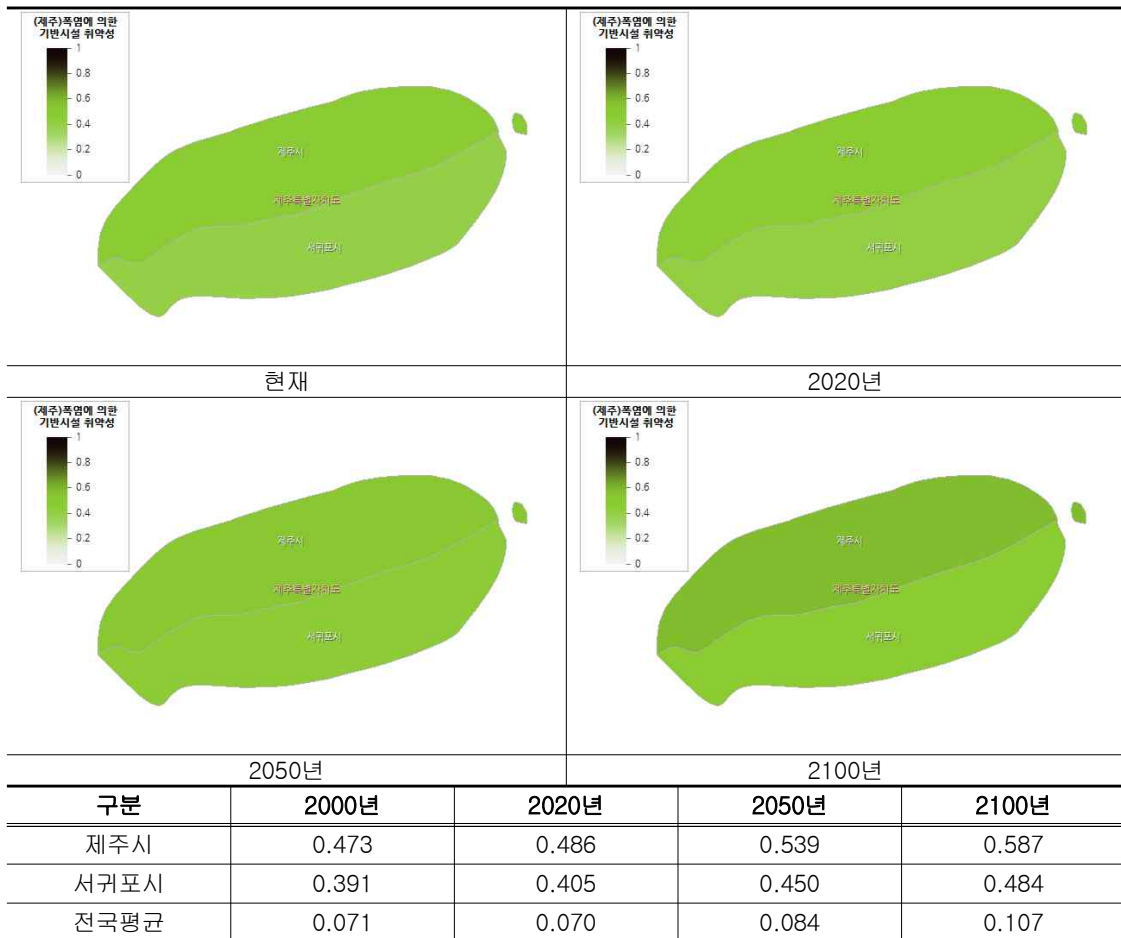 (제주)폭염에 의한
기반시설 취약성
1
0.8
0.6
0.4
0.2
0
제주시
제주특별자치도
서귀포시
(제주)폭염에 의한
기반시설 취약성
1
0.8
0.6
0.4
0.2
0
제주시
제주특별자치도
서귀포시
현재 2020년
(제주)폭염에 의한
기반시설 취약성
1
0.8
0.6
0.4
0.2
0
제주시
제주특별자치도
서귀포시
(제주)폭염에 의한
기반시설 취약성
1
0.8
0.6
0.4
0.2
0
제주시
제주특별자치도
서귀포시
2050년 2100년
구분 2000년 2020년 2050년 2100년
제주시 0.473 0.486 0.539 0.587
서귀포시 0.391 0.405 0.450 0.484
전국평균 0.071 0.070 0.084 0.107